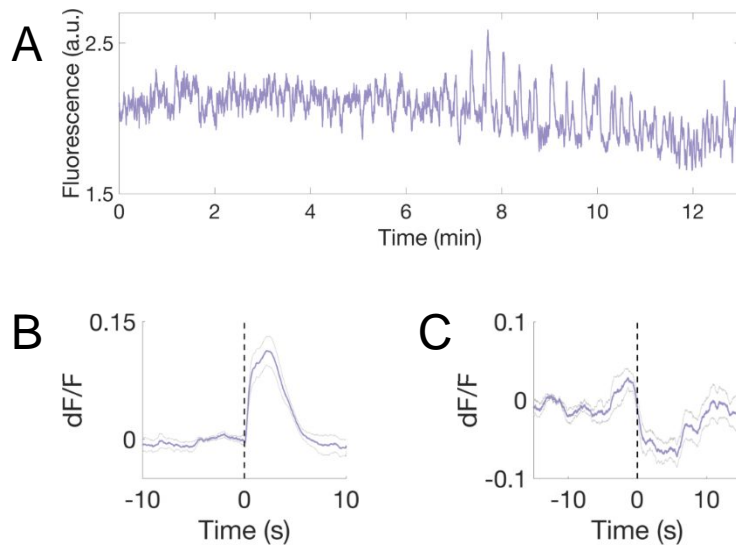 A
Fluorescence (a.u.)
2.5
1.5
0 2 4 6 8 10 12
Time (min)
B
dF/F
0.15
0
-10 0 10
Time (s)
C
dF/F
0.1
0
-0.1
-10 0 10
Time (s)